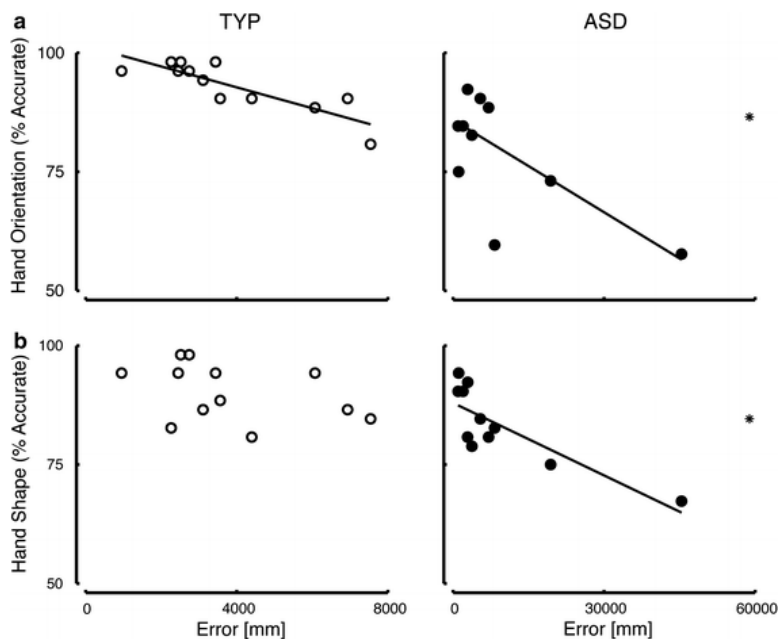 TYP ASD
a
Hand Orientation (% Accurate)
100
75
50
b
Hand Shape (% Accurate)
100
75
50
0 4000 8000
0 30000 60000
Error [mm] Error [mm]